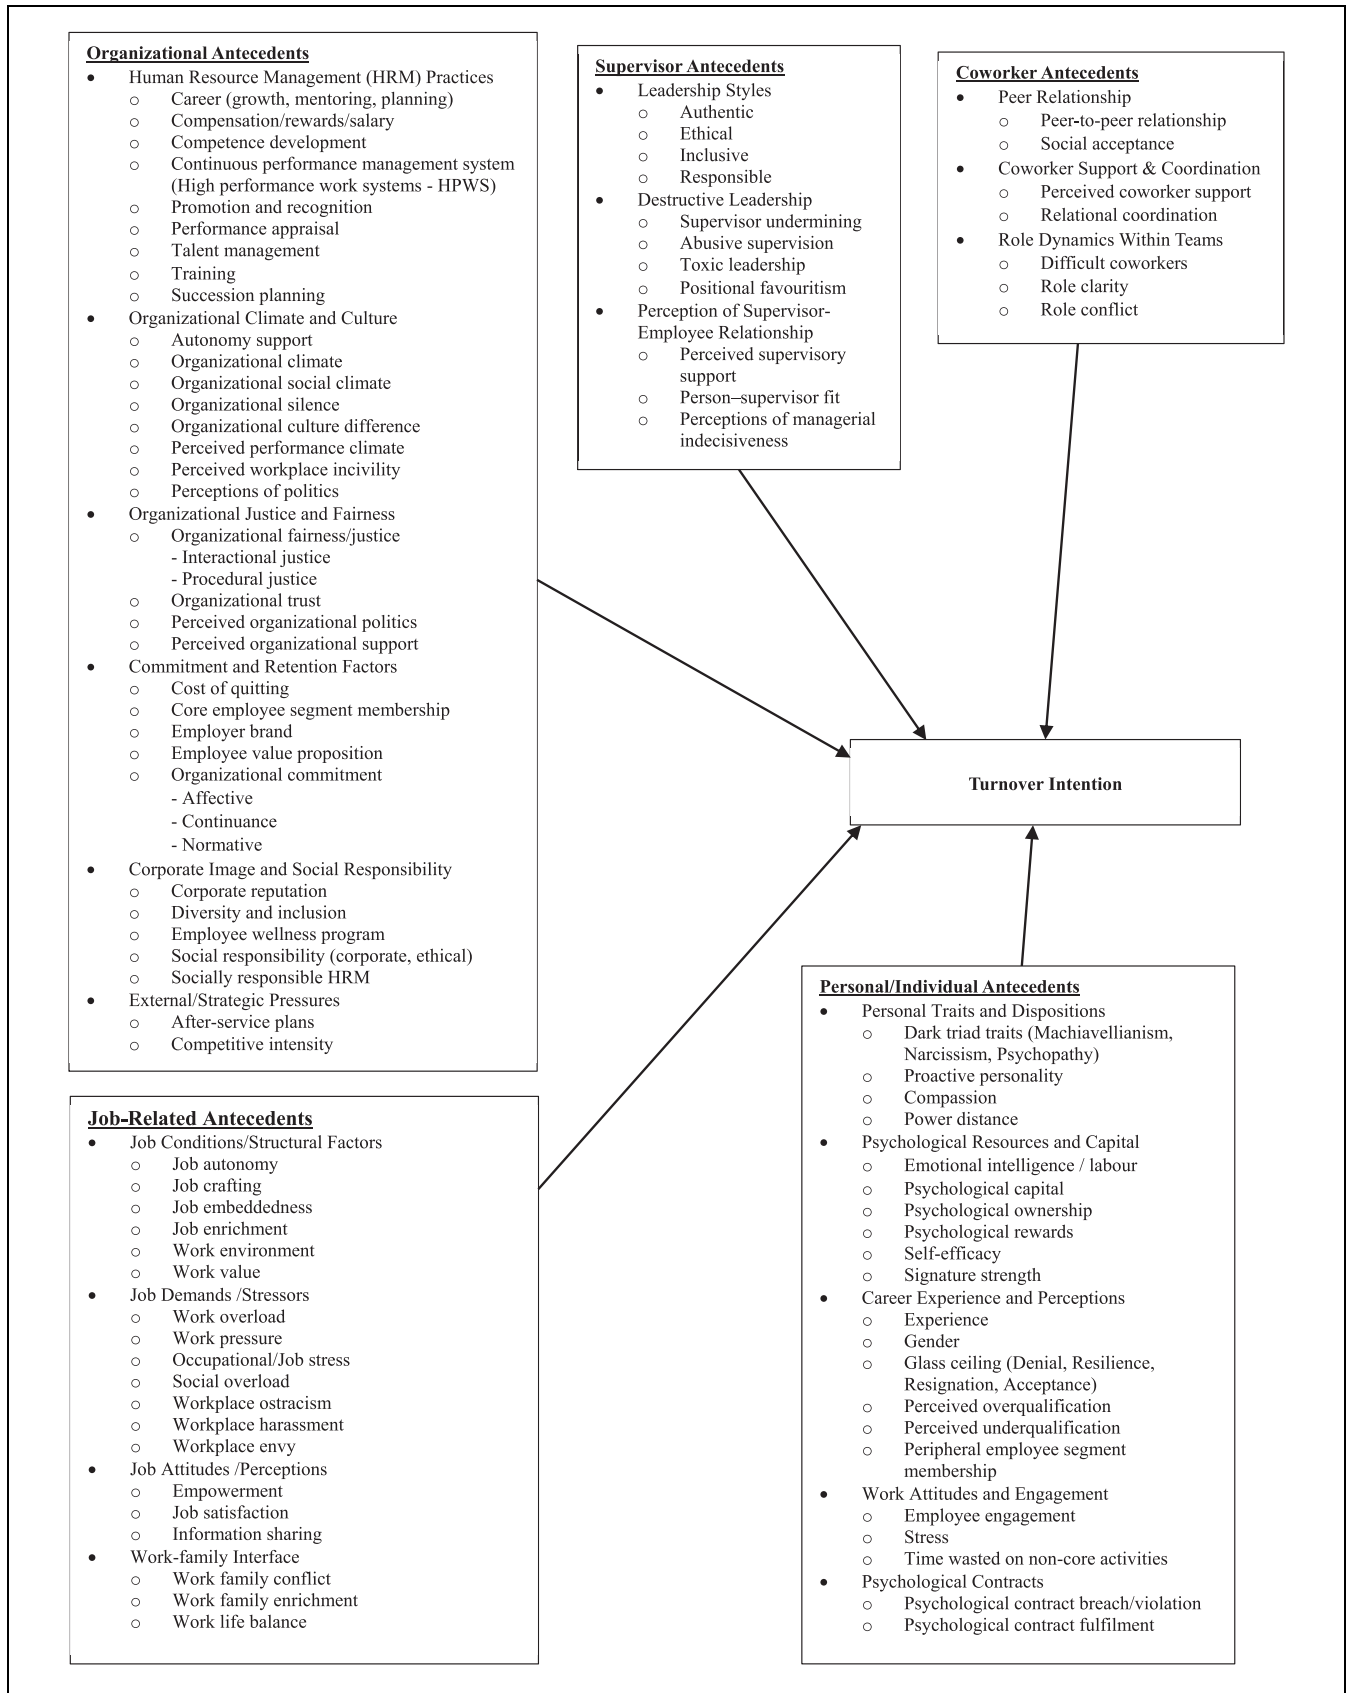 Organizational Antecedents
• Human Resource Management (HRM) Practices
o Career (growth, mentoring, planning)
o Compensation/rewards/salary
o Competence development
o Continuous performance management system
(High performance work systems - HPWS)
o Promotion and recognition
o Performance appraisal
o Talent management
o Training
o Succession planning
• Organizational Climate and Culture
o Autonomy support
o Organizational climate
o Organizational social climate
o Organizational silence
o Organizational culture difference
o Perceived performance climate
o Perceived workplace incivility
o Perceptions of politics
• Organizational Justice and Fairness
o Organizational fairness/justice
- Interactional justice
- Procedural justice
o Organizational trust
o Perceived organizational politics
o Perceived organizational support
• Commitment and Retention Factors
o Cost of quitting
o Core employee segment membership
o Employer brand
o Employee value proposition
o Organizational commitment
- Affective
- Continuance
- Normative
• Corporate Image and Social Responsibility
o Corporate reputation
o Diversity and inclusion
o Employee wellness program
o Social responsibility (corporate, ethical)
o Socially responsible HRM
• External/Strategic Pressures
o After-service plans
o Competitive intensity
Supervisor Antecedents
• Leadership Styles
o Authentic
o Ethical
o Inclusive
o Responsible
• Destructive Leadership
o Supervisor undermining
o Abusive supervision
o Toxic leadership
o Positional favouritism
• Perception of Supervisor-
Employee Relationship
o Perceived supervisory
support
o Person–supervisor fit
o Perceptions of managerial
indecisiveness
Coworker Antecedents
• Peer Relationship
o Peer-to-peer relationship
o Social acceptance
• Coworker Support & Coordination
o Perceived coworker support
o Relational coordination
• Role Dynamics Within Teams
o Difficult coworkers
o Role clarity
o Role conflict
Turnover Intention
Job-Related Antecedents
• Job Conditions/Structural Factors
o Job autonomy
o Job crafting
o Job embeddedness
o Job enrichment
o Work environment
o Work value
• Job Demands /Stressors
o Work overload
o Work pressure
o Occupational/Job stress
o Social overload
o Workplace ostracism
o Workplace harassment
o Workplace envy
• Job Attitudes /Perceptions
o Empowerment
o Job satisfaction
o Information sharing
• Work-family Interface
o Work family conflict
o Work family enrichment
o Work life balance
Personal/Individual Antecedents
• Personal Traits and Dispositions
o Dark triad traits (Machiavellianism,
Narcissism, Psychopathy)
o Proactive personality
o Compassion
o Power distance
• Psychological Resources and Capital
o Emotional intelligence / labour
o Psychological capital
o Psychological ownership
o Psychological rewards
o Self-efficacy
o Signature strength
• Career Experience and Perceptions
o Experience
o Gender
o Glass ceiling (Denial, Resilience,
Resignation, Acceptance)
o Perceived overqualification
o Perceived underqualification
o Peripheral employee segment
membership
• Work Attitudes and Engagement
o Employee engagement
o Stress
o Time wasted on non-core activities
• Psychological Contracts
o Psychological contract breach/violation
o Psychological contract fulfilment